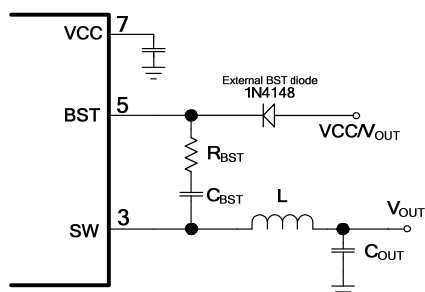 VCC 7
External BST diode
1N4148
BST 5
VCC/VOUT
RBST
CBST
L
VOUT
SW 3
COUT